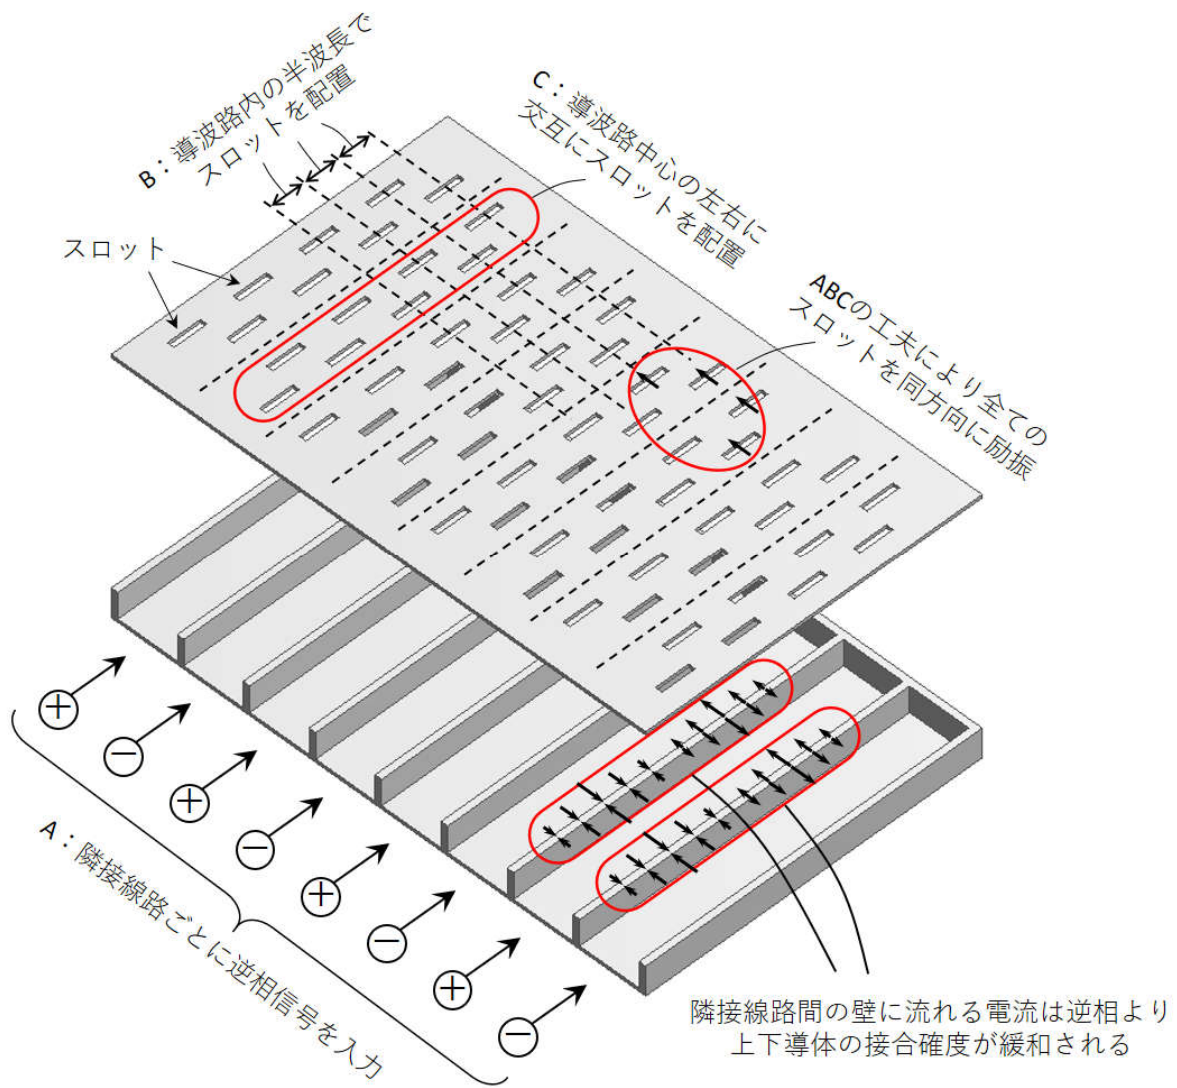 B：導波路内の半波長で
スロットを配置
C：導波路中心の左右に
交互にスロットを配置
スロット
ABCの工夫により全ての
スロットを同方向に励振
+
−
+
−
+
−
+
−
A：隣接線路ごとに逆相信号を入力
隣接線路間の壁に流れる電流は逆相より
上下導体の接合確度が緩和される